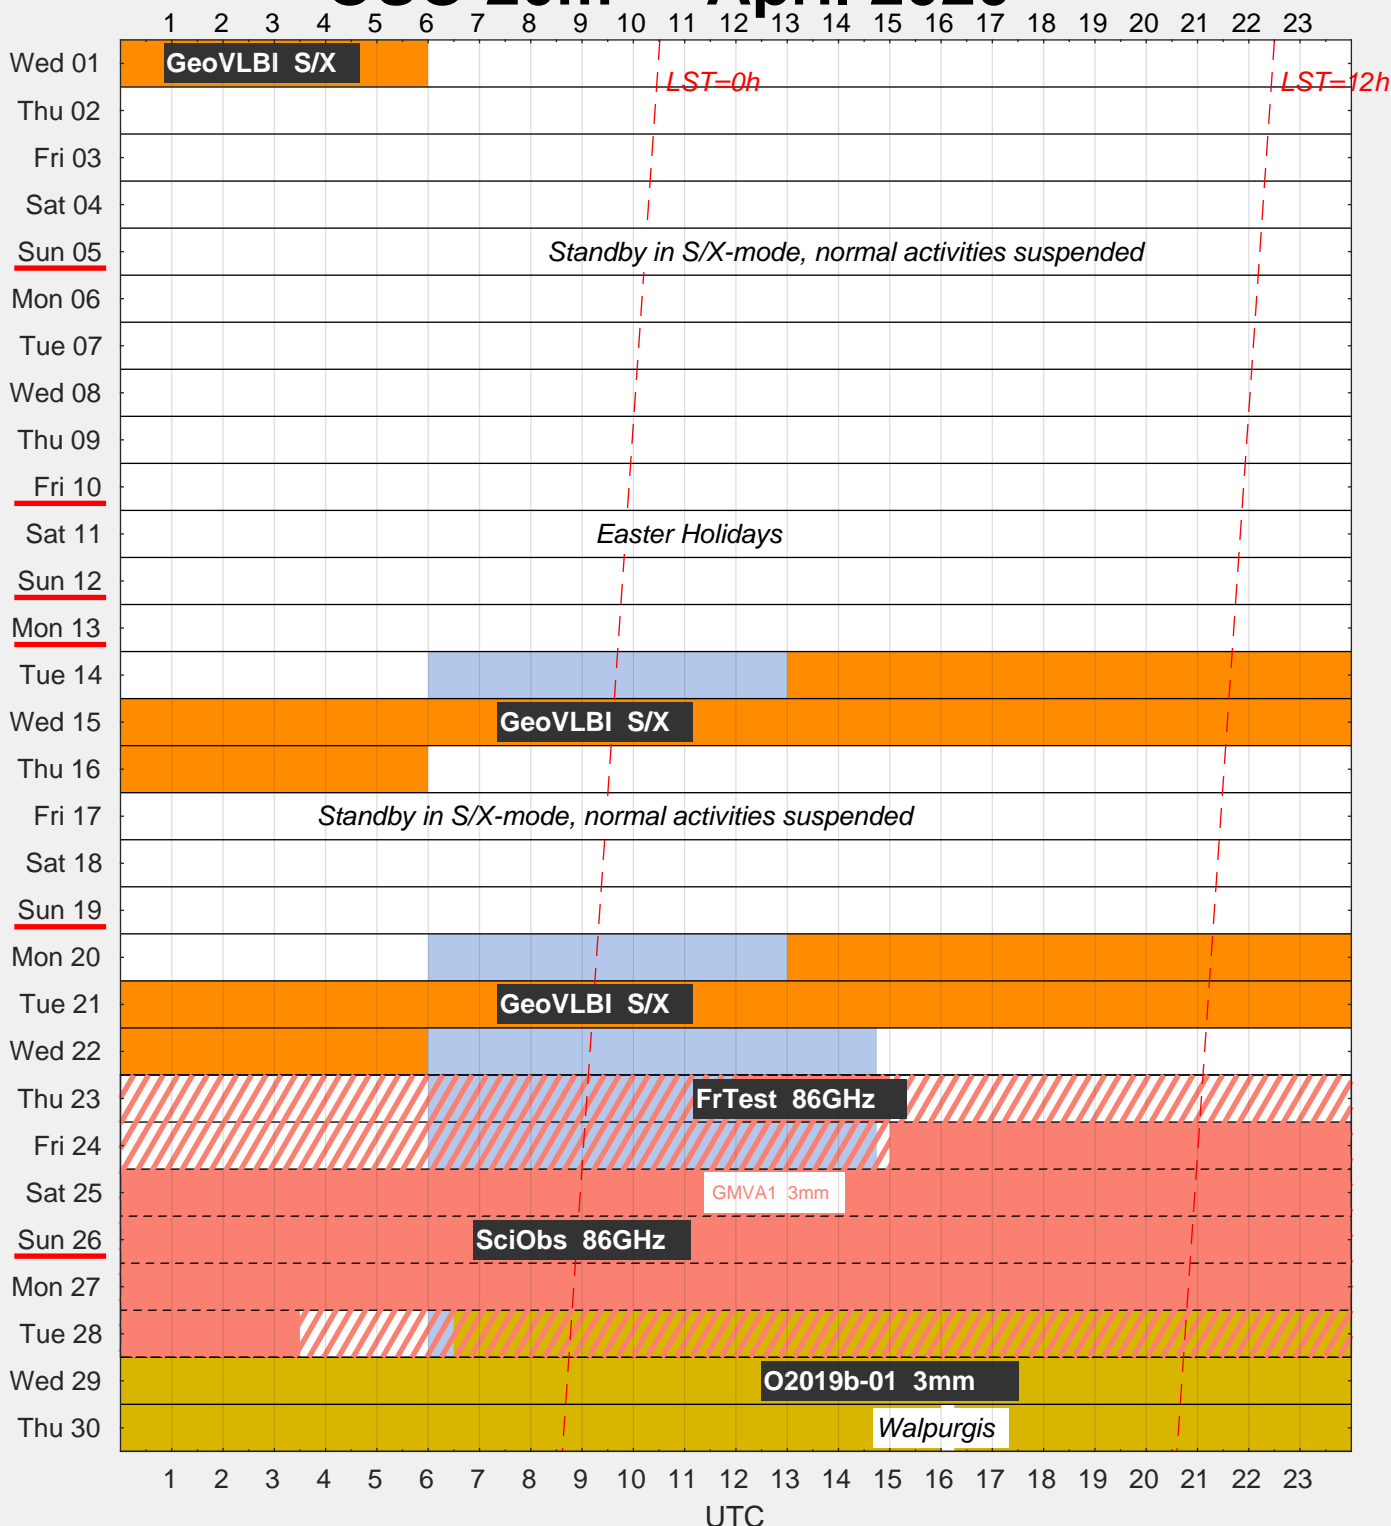 April 2020
1 2 3 4 5 6 7 8 9 10 11 12 13 14 15 16 17 18 19 20 21 22 23
Wed 01 GeoVLBI S/X
LST=0h LST=12h
Thu 02
Fri 03
Sat 04
Sun 05 Standby in S/X-mode, normal activities suspended
Mon 06
Tue 07
Wed 08
Thu 09
Fri 10
Sat 11 Easter Holidays
Sun 12
Mon 13
Tue 14
Wed 15 GeoVLBI S/X
Thu 16
Fri 17 Standby in S/X-mode, normal activities suspended
Sat 18
Sun 19
Mon 20
Tue 21 GeoVLBI S/X
Wed 22
Thu 23 FrTest 86GHz
Fri 24
Sat 25 GMVA1 3mm
Sun 26 SciObs 86GHz
Mon 27
Tue 28
Wed 29 O2019b-01 3mm
Thu 30 Walpurgis
1 2 3 4 5 6 7 8 9 10 11 12 13 14 15 16 17 18 19 20 21 22 23
UTC